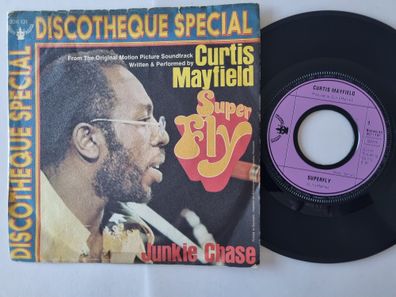 DISCOTHEQUE SPECIAL
DISCOTHEQUE SPECIAL
From The Original Motion Picture Soundtrack
Written & Performed by
Curtis
Mayfield
Super
Fly
Junkie Chase
CURTIS MAYFIELD
SUPERFLY